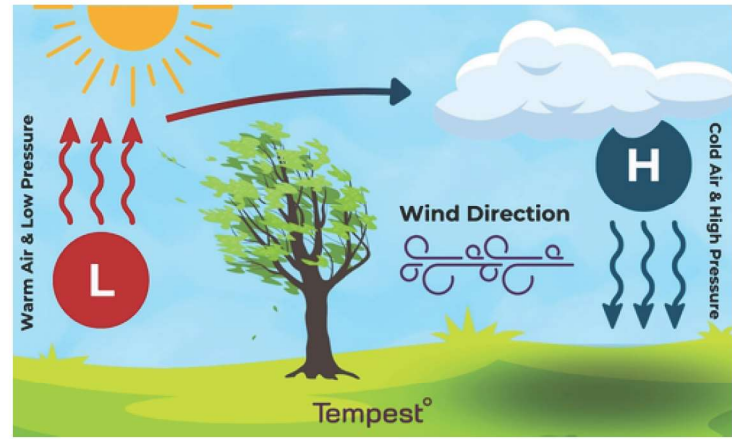 Warm Air & Low Pressure
L
Wind Direction
H
Cold Air & High Pressure
Tempest°